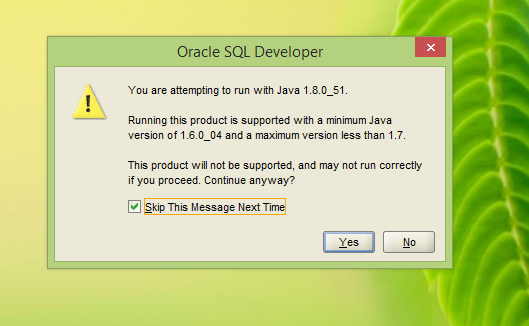 Oracle SQL Developer
You are attempting to run with Java 1.8.0_51.
Running this product is supported with a minimum Java
version of 1.6.0_04 and a maximum version less than 1.7.
This product will not be supported, and may not run correctly
if you proceed. Continue anyway?
Skip This Message Next Time
Yes No